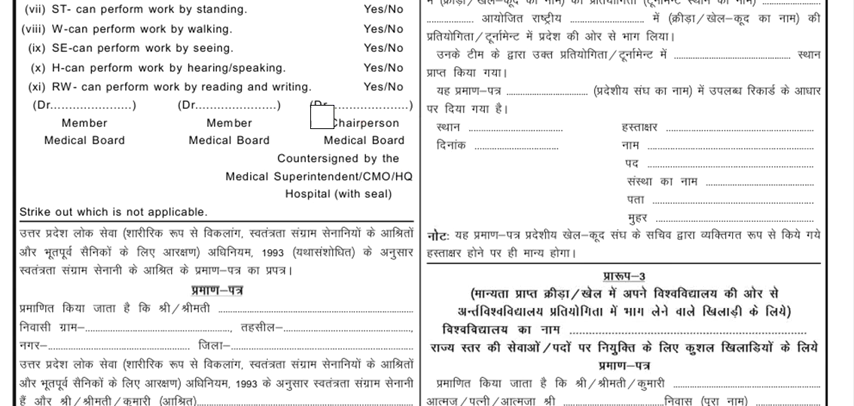 (vii) ST- can perform work by standing. Yes/No
(viii) W-can perform work by walking. Yes/No
(ix) SE-can perform work by seeing. Yes/No
(x) H-can perform work by hearing/speaking. Yes/No
(xi) RW- can perform work by reading and writing. Yes/No
(Dr......................) (Dr......................) ......................)
Member Member Chairperson
Medical Board Medical Board Medical Board
Countersigned by the
Medical Superintendent/CMO/HQ
Hospital (with seal)
Strike out which is not applicable.
उत्तर प्रदेश लोक सेवा (शारीरिक रूप से विकलांग, स्वतंत्रता संग्राम सेनानियों के आश्रितों
और भूतपूर्व सैनिकों के लिए आरक्षण) अधिनियम, 1993 (यथासंशोधित) के अनुसार
स्वतंत्रता संग्राम सेनानी के आश्रित के प्रमाण–पत्र का प्रपत्र।
प्रमाण–पत्र
प्रमाणित किया जाता है कि श्री/श्रीमती ......................
निवासी ग्राम–......................, तहसील–......................,
नगर–...................... जिला–......................
उत्तर प्रदेश लोक सेवा (शारीरिक रूप से विकलांग, स्वतंत्रता संग्राम सेनानियों के आश्रितों
और भूतपूर्व सैनिकों के लिए आरक्षण) अधिनियम, 1993 के अनुसार स्वतंत्रता संग्राम सेनानी
हैं और श्री/श्रीमती/कुमारी (आश्रित)......................
में (क्रीड़ा/खेल–कूद का नाम) की प्रतियोगिता (टूर्नामेन्ट स्थान का नाम) ......................
...................... आयोजित राष्ट्रीय ...................... में (क्रीड़ा/खेल–कूद का नाम) की
प्रतियोगिता/टूर्नामेन्ट में प्रदेश की ओर से भाग लिया।
उनके टीम के द्वारा उक्त प्रतियोगिता/टूर्नामेन्ट में ...................... स्थान
प्राप्त किया गया।
यह प्रमाण–पत्र ...................... (प्रदेशीय संघ का नाम) में उपलब्ध रिकार्ड के आधार
पर दिया गया है।
स्थान ...................... हस्ताक्षर ......................
दिनांक ...................... नाम ......................
पद ......................
संस्था का नाम ......................
पता ......................
मुहर ......................
नोट: यह प्रमाण–पत्र प्रदेशीय खेल–कूद संघ के सचिव द्वारा व्यक्तिगत रूप से किये गये
हस्ताक्षर होने पर ही मान्य होगा।
प्रारूप–3
(मान्यता प्राप्त क्रीड़ा/खेल में अपने विश्वविद्यालय की ओर से
अर्न्तविश्वविद्यालय प्रतियोगिता में भाग लेने वाले खिलाड़ी के लिये)
विश्वविद्यालय का नाम ......................
राज्य स्तर की सेवाओं/पदों पर नियुक्ति के लिए कुशल खिलाडियों के लिये
प्रमाण–पत्र
प्रमाणित किया जाता है कि श्री/श्रीमती/कुमारी ......................
आत्मज/पत्नी/आत्मजा श्री ......................निवास (पूरा नाम) ......................